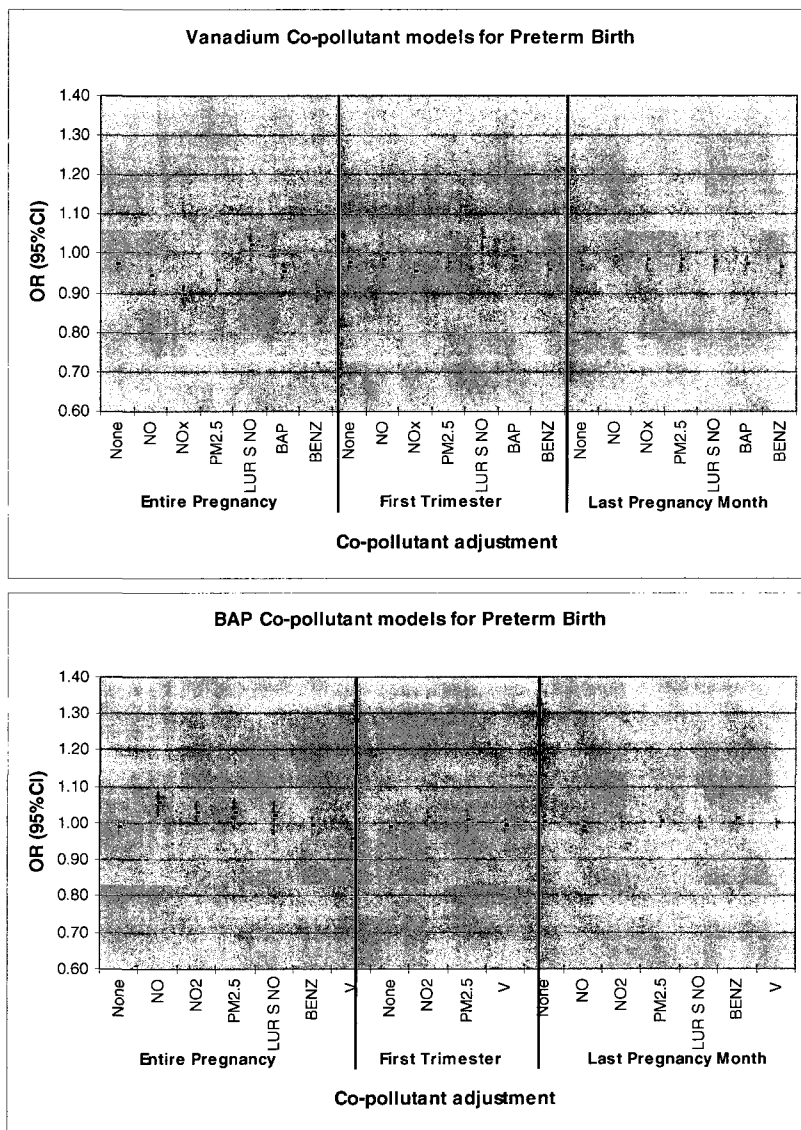 Vanadium Co-pollutant models for Preterm Birth
OR (95%CI)
1.40
1.30
1.20
1.10
1.00
0.90
0.80
0.70
0.60
None NO NOx PM2.5 LUR S NO BAP BENZ None NO NOx PM2.5 LUR S NO BAP BENZ None NO NOx PM2.5 LUR S NO BAP BENZ
Entire Pregnancy First Trimester Last Pregnancy Month
Co-pollutant adjustment
BAP Co-pollutant models for Preterm Birth
OR (95%CI)
1.40
1.30
1.20
1.10
1.00
0.90
0.80
0.70
0.60
None NO NO2 PM2.5 LUR S NO BENZ V None NO2 PM2.5 V None NO NO2 PM2.5 LUR S NO BENZ V
Entire Pregnancy First Trimester Last Pregnancy Month
Co-pollutant adjustment